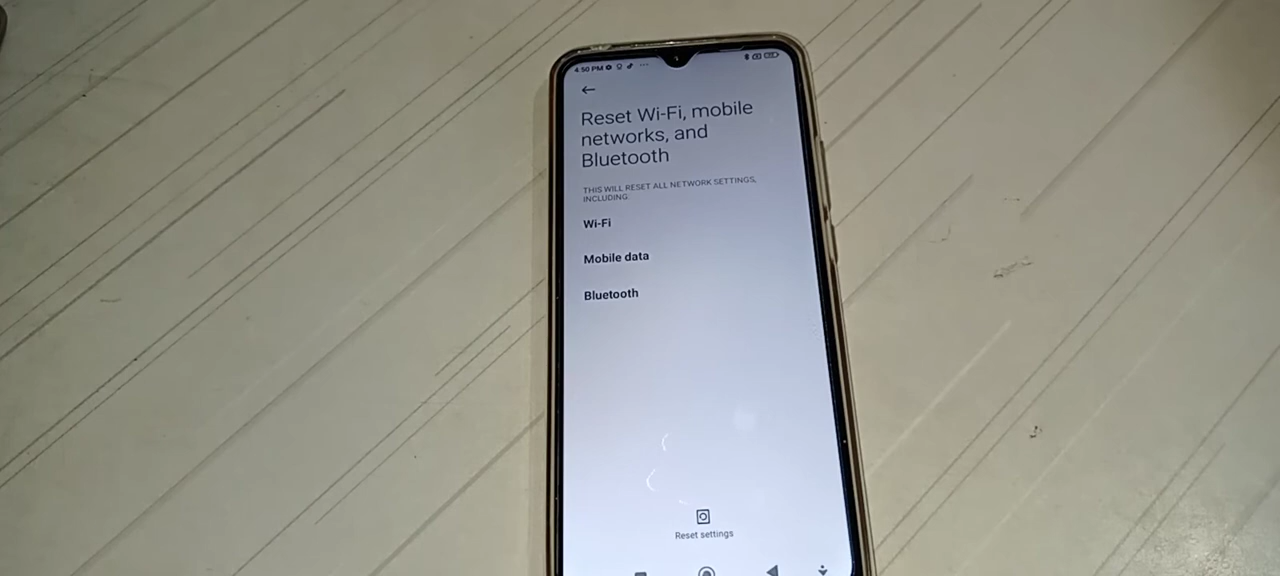 4:50 PM
Reset Wi-Fi, mobile
networks, and
Bluetooth
THIS WILL RESET ALL NETWORK SETTINGS,
INCLUDING:
Wi-Fi
Mobile data
Bluetooth
Reset settings